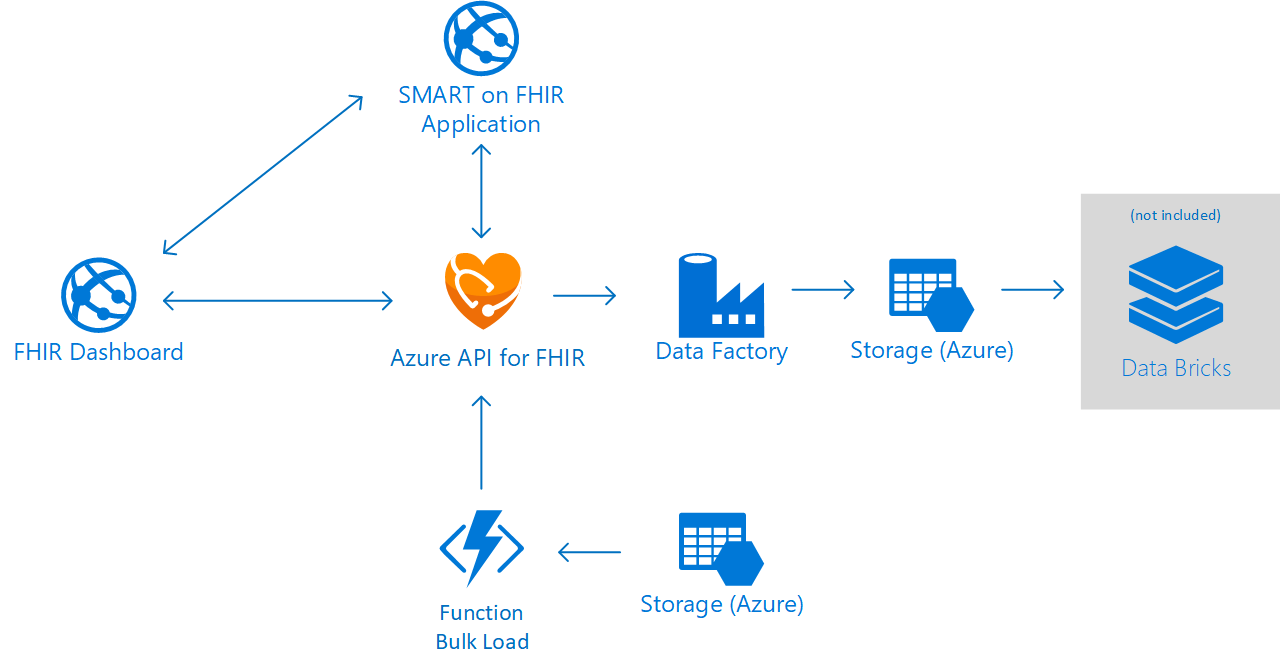 SMART on FHIR
Application
(not included)
FHIR Dashboard
Azure API for FHIR
Data Factory
Storage (Azure)
Data Bricks
Function
Bulk Load
Storage (Azure)